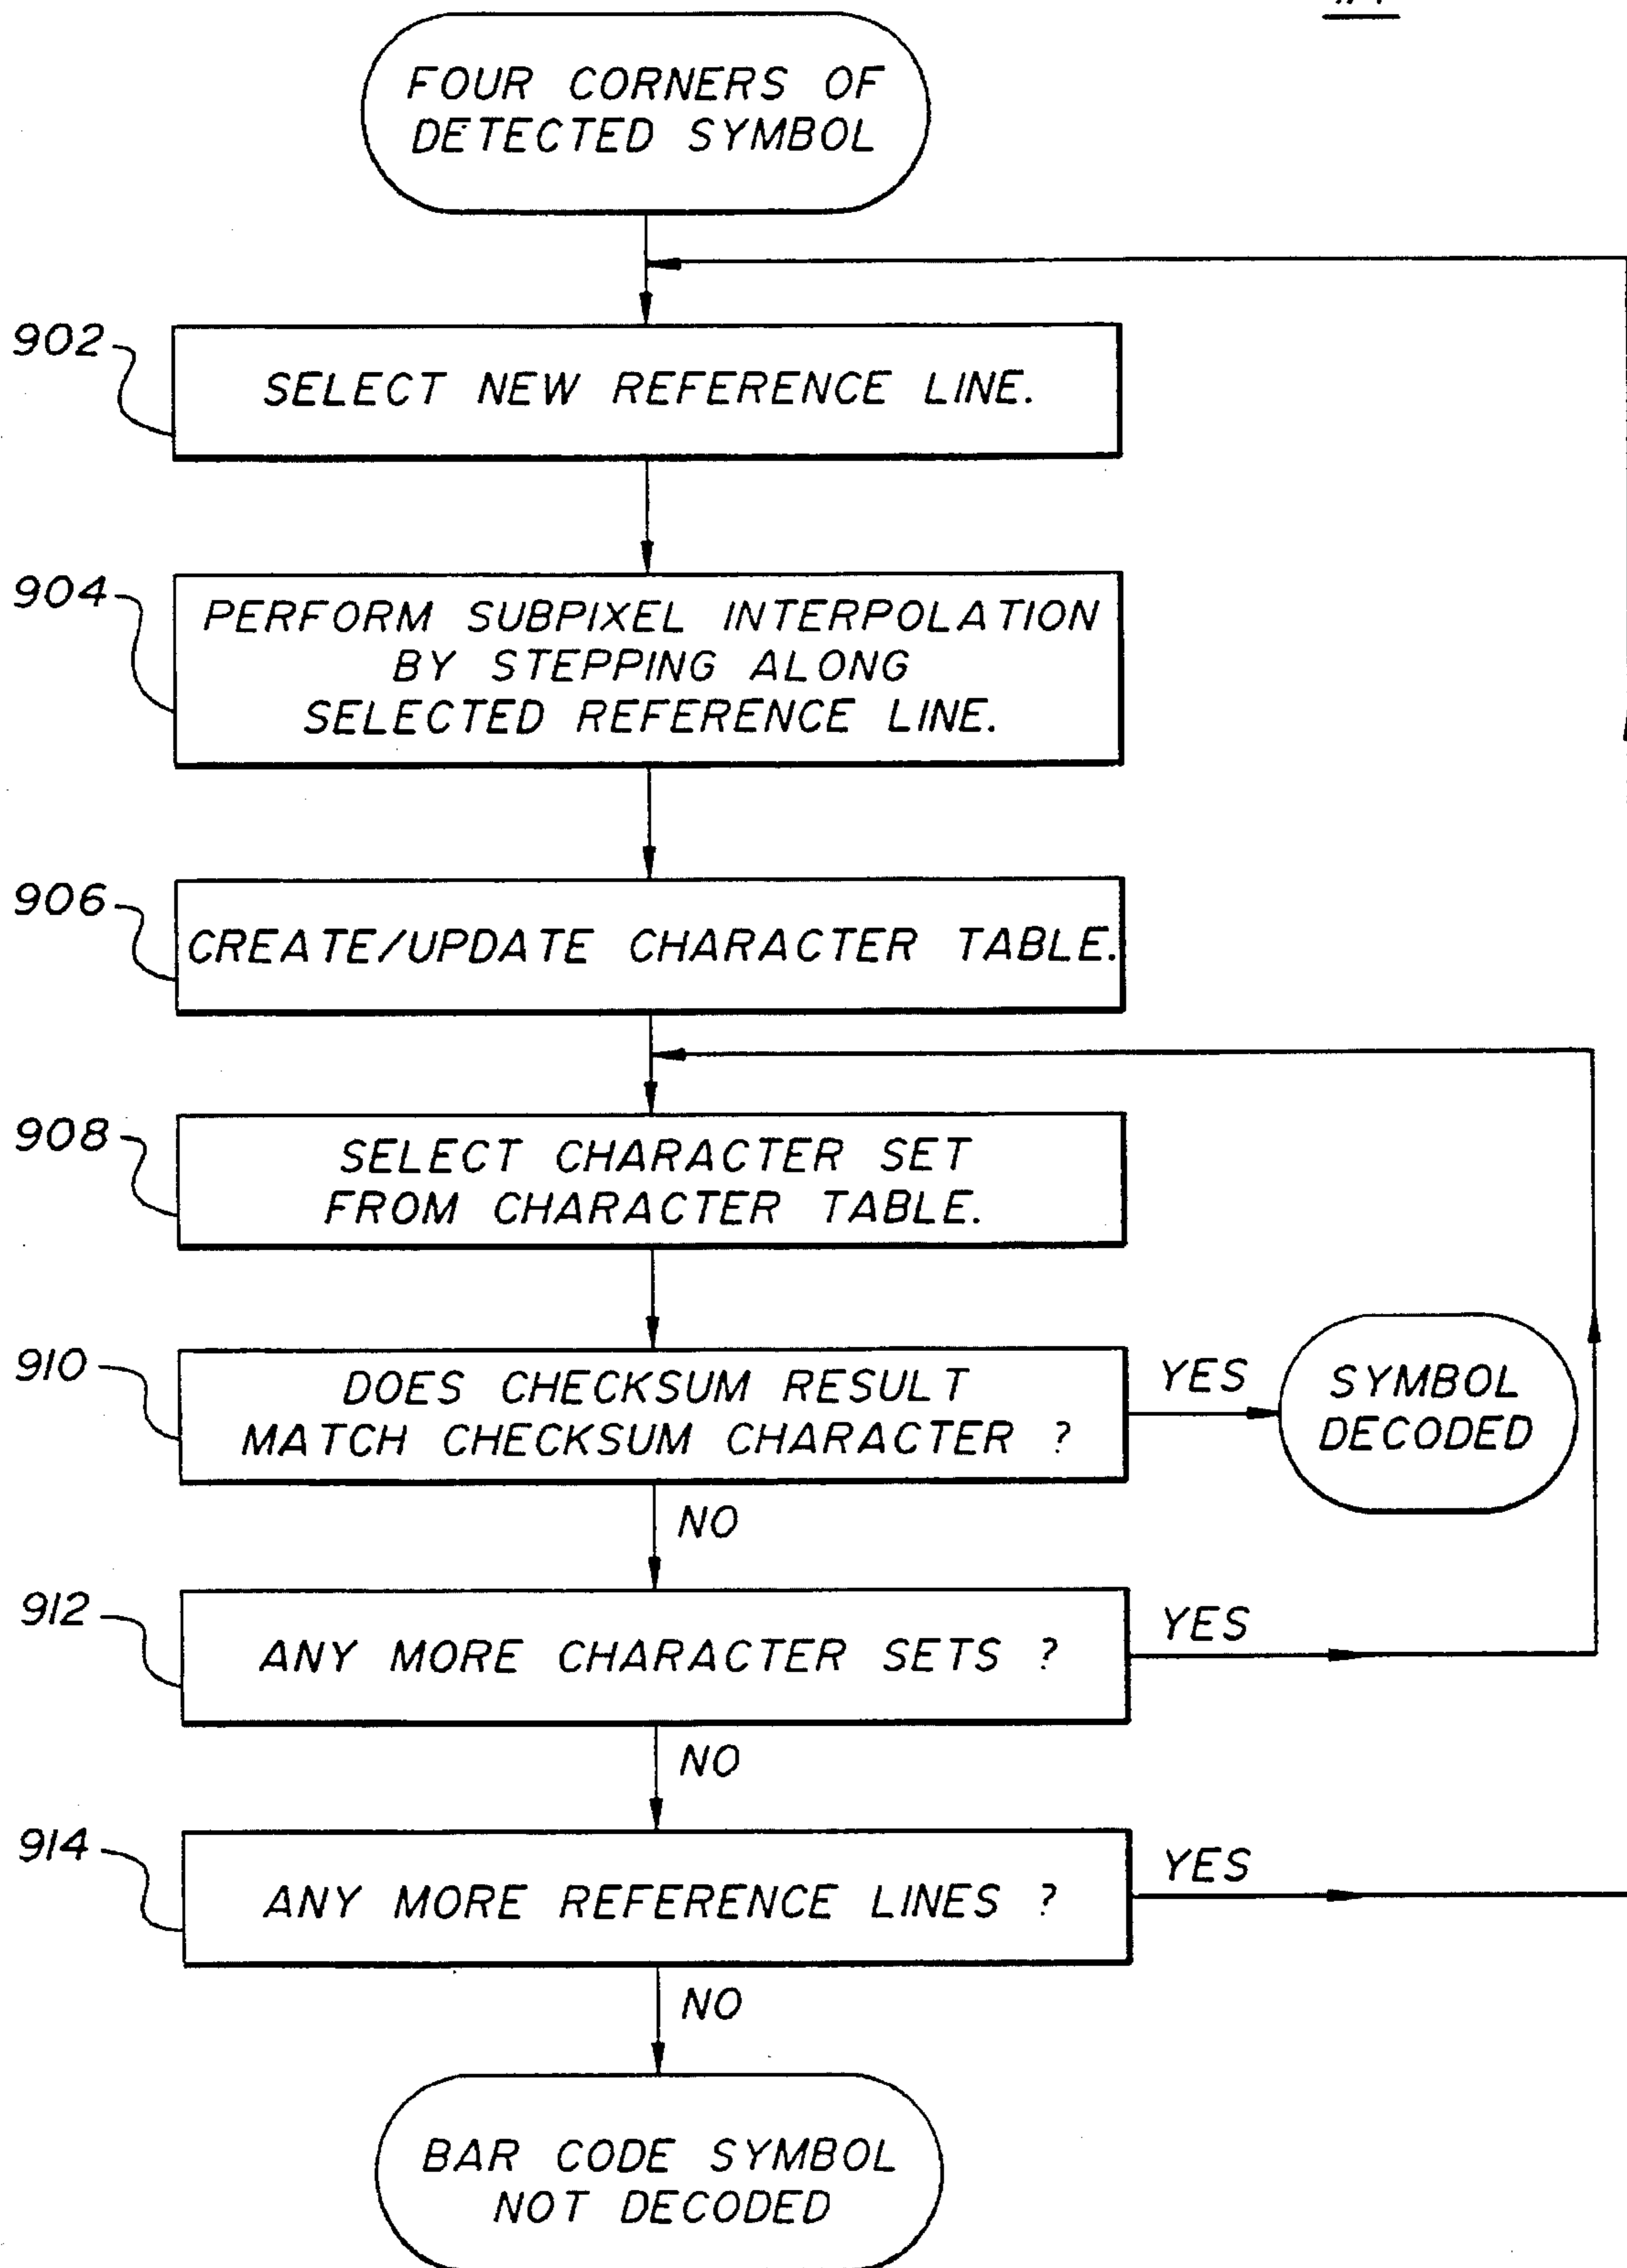 FOUR CORNERS OF
DETECTED SYMBOL
902
SELECT NEW REFERENCE LINE.
904
PERFORM SUBPIXEL INTERPOLATION
BY STEPPING ALONG
SELECTED REFERENCE LINE.
906
CREATE/UPDATE CHARACTER TABLE.
908
SELECT CHARACTER SET
FROM CHARACTER TABLE.
910
DOES CHECKSUM RESULT
MATCH CHECKSUM CHARACTER ?
YES
SYMBOL
DECODED
NO
912
ANY MORE CHARACTER SETS ?
YES
NO
914
ANY MORE REFERENCE LINES ?
YES
NO
BAR CODE SYMBOL
NOT DECODED